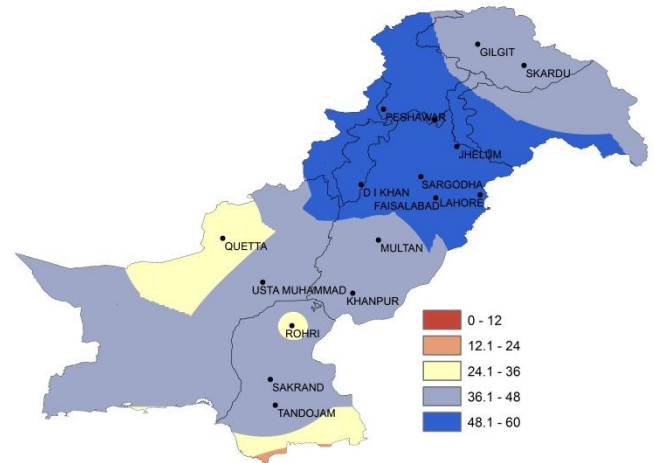 GILGIT
SKARDU
PESHAWAR
JHELUM
SARGODHA
D I KHAN
LAHORE
FAISALABAD
MULTAN
QUETTA
USTA MUHAMMAD
KHANPUR
ROHRI
SAKRAND
TANDOJAM
0 - 12
12.1 - 24
24.1 - 36
36.1 - 48
48.1 - 60